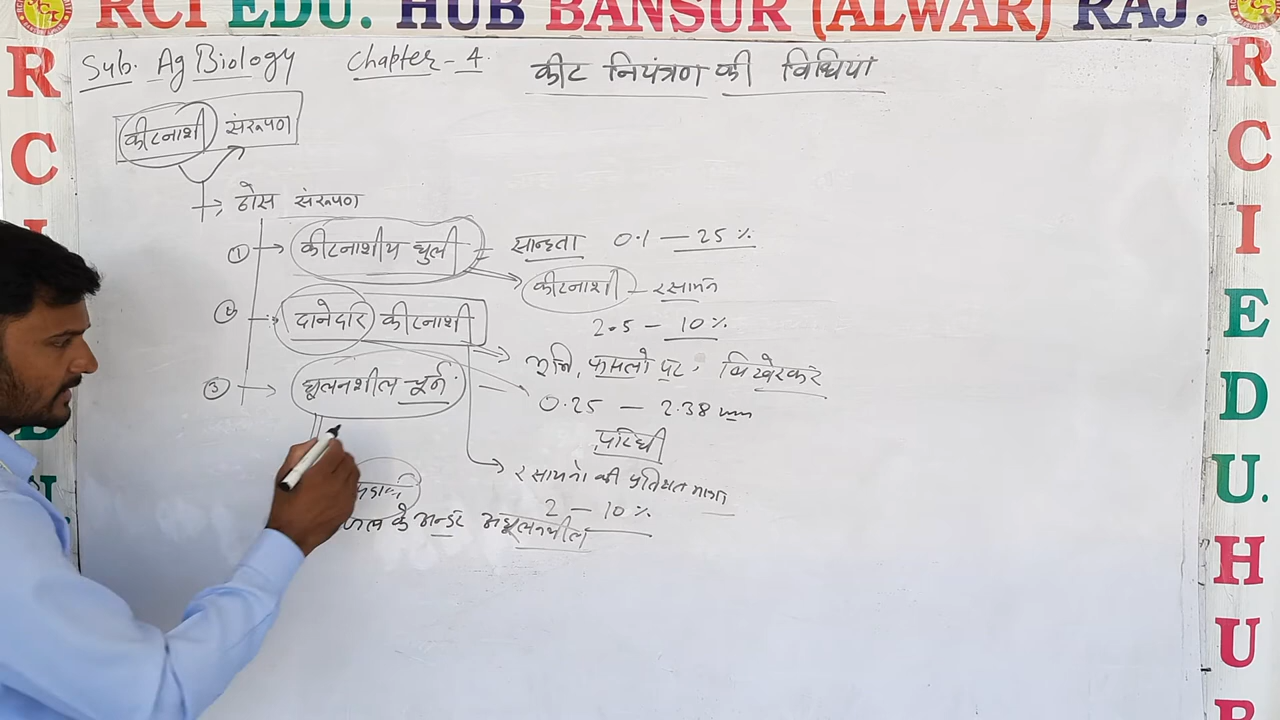 RCI EDU. HUB BANSUR (ALWAR) RAJ.
Sub. Ag Biology Chapter-4. कीट नियंत्रण की विधियां
कीटनाशी संरूपण
→ ठोस संरूपण
① → कीटनाशीय धुली - सान्द्रता 0.1 — 25 %
कीटनाशी - रसायन
2.5 — 10 %
② → दानेदार कीटनाशी
भूमि, फसलो पर, बिखेरकर
③ → घूलनशील चूर्न
0.25 — 2.38 mm
परिधी
रसायनो की प्रतिशत मात्रा
2 — 10 %
जल के अन्दर अघूलनशील
R
C
I
D
R
C
I
E
D
U.
H
U